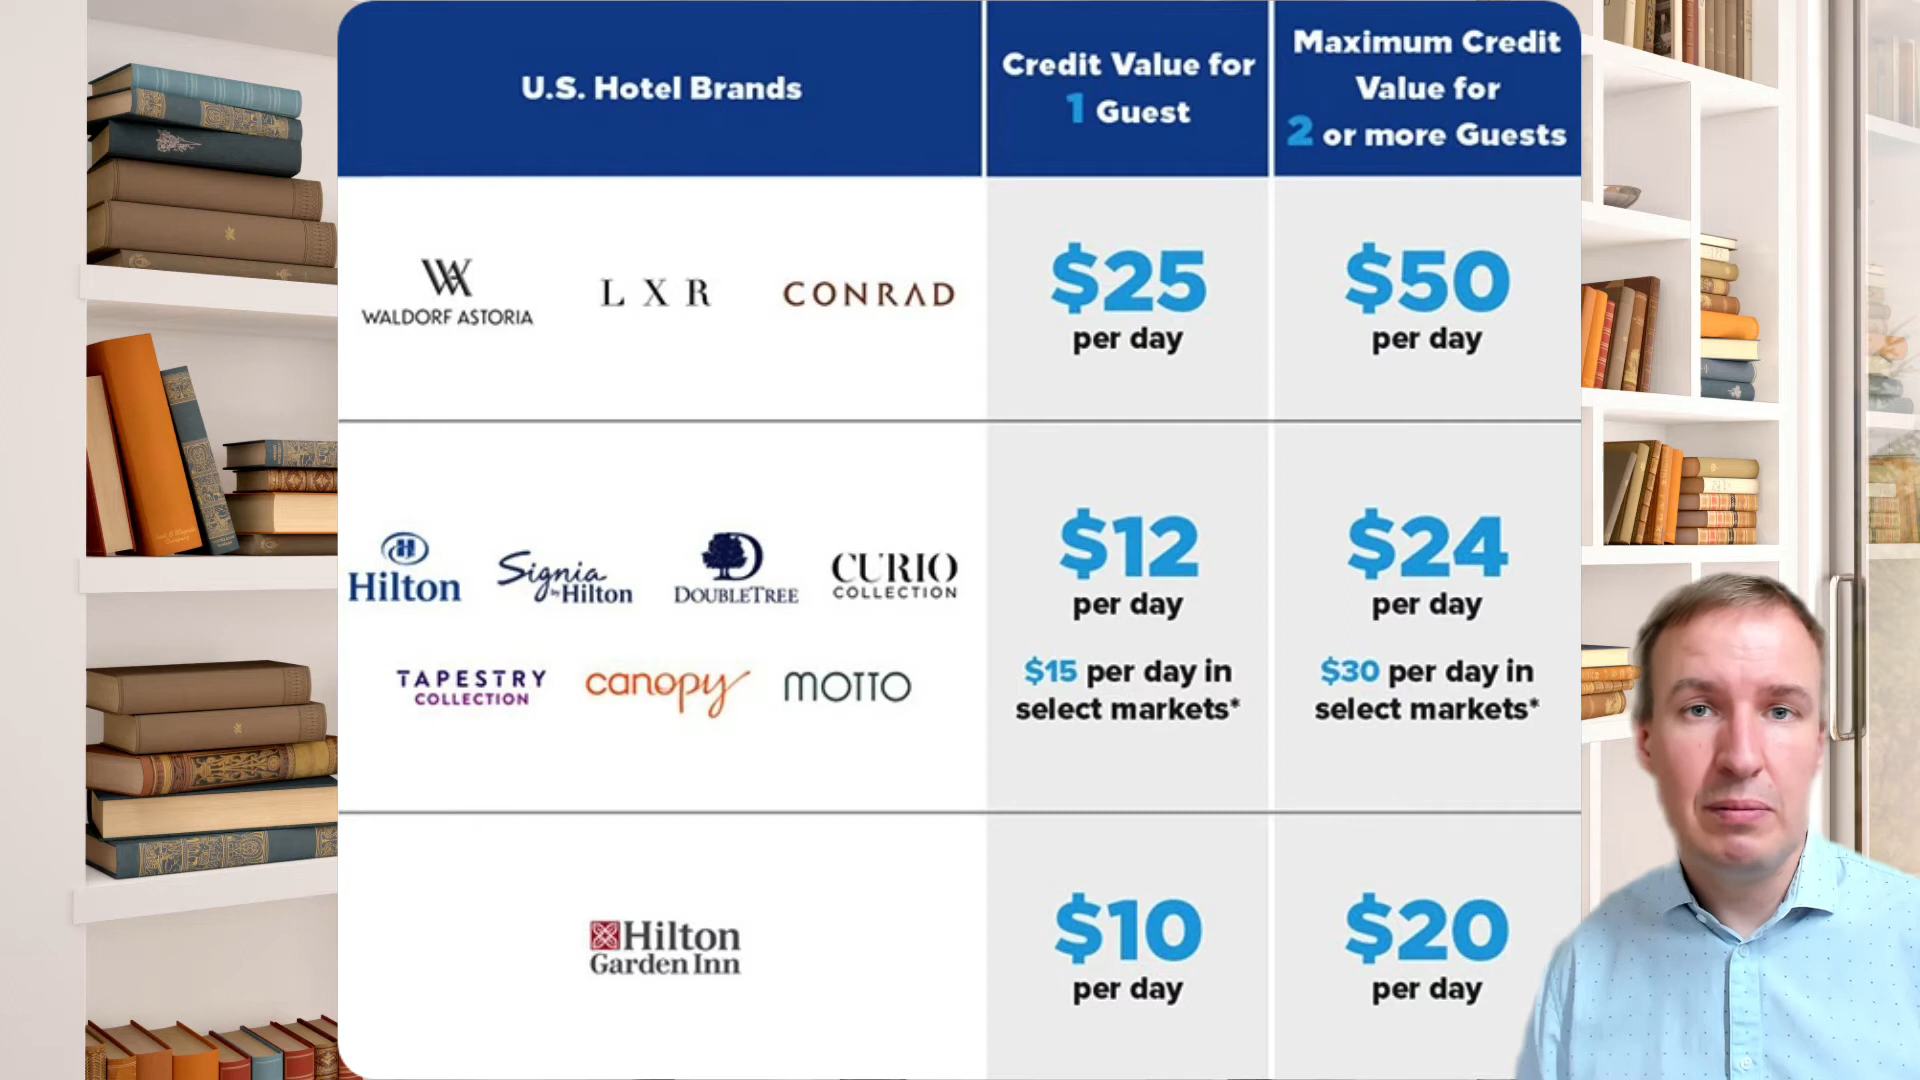 U.S. Hotel Brands
Credit Value for
1 Guest
Maximum Credit
Value for
2 or more Guests
WA
WALDORF ASTORIA
LXR
CONRAD
$25
per day
$50
per day
Hilton
Signia
by Hilton
DOUBLETREE
CURIO
COLLECTION
TAPESTRY
COLLECTION
canopy
MOTTO
$12
per day
$15 per day in
select markets*
$24
per day
$30 per day in
select markets*
Hilton
Garden Inn
$10
per day
$20
per day